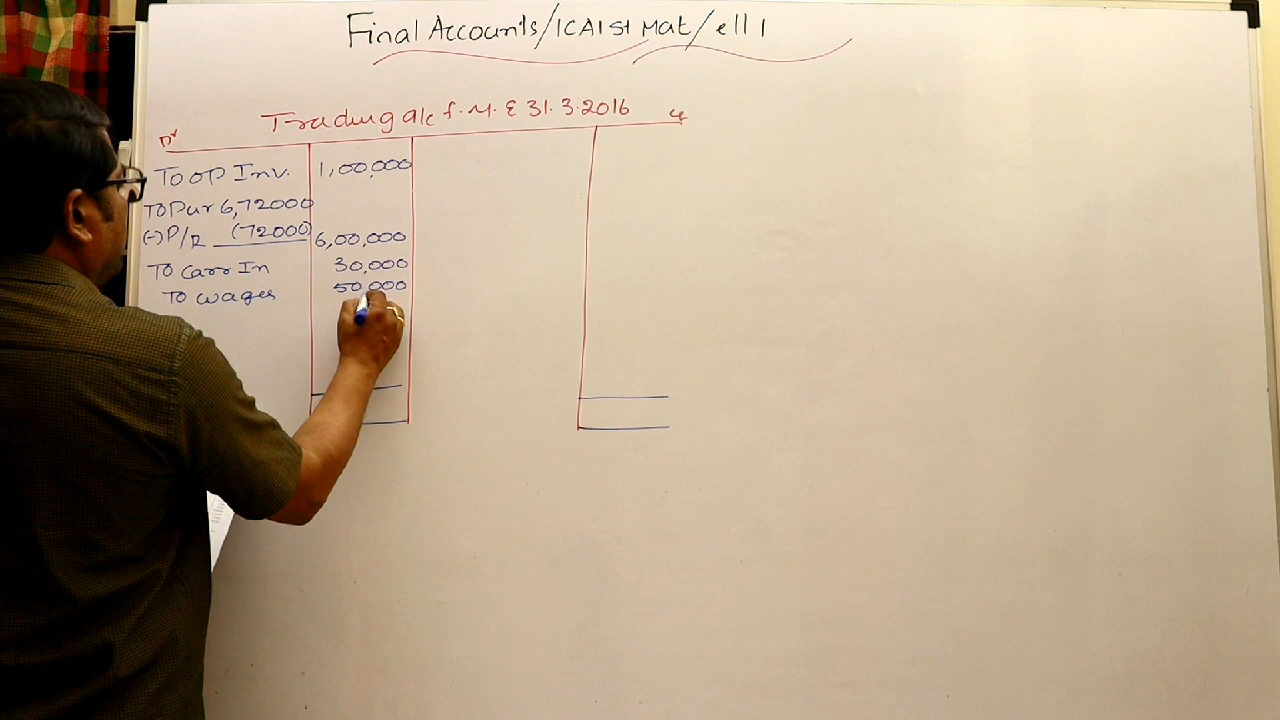 Final Accounts/ICAI St Mat/ell 1
Trading a/c f. Y. E 31.3.2016
Dr
Cr
To OP Inv. 1,00,000
To Pur 6,72000
(-) P/R (72000) 6,00,000
To Carr In 30,000
To wages 50,000